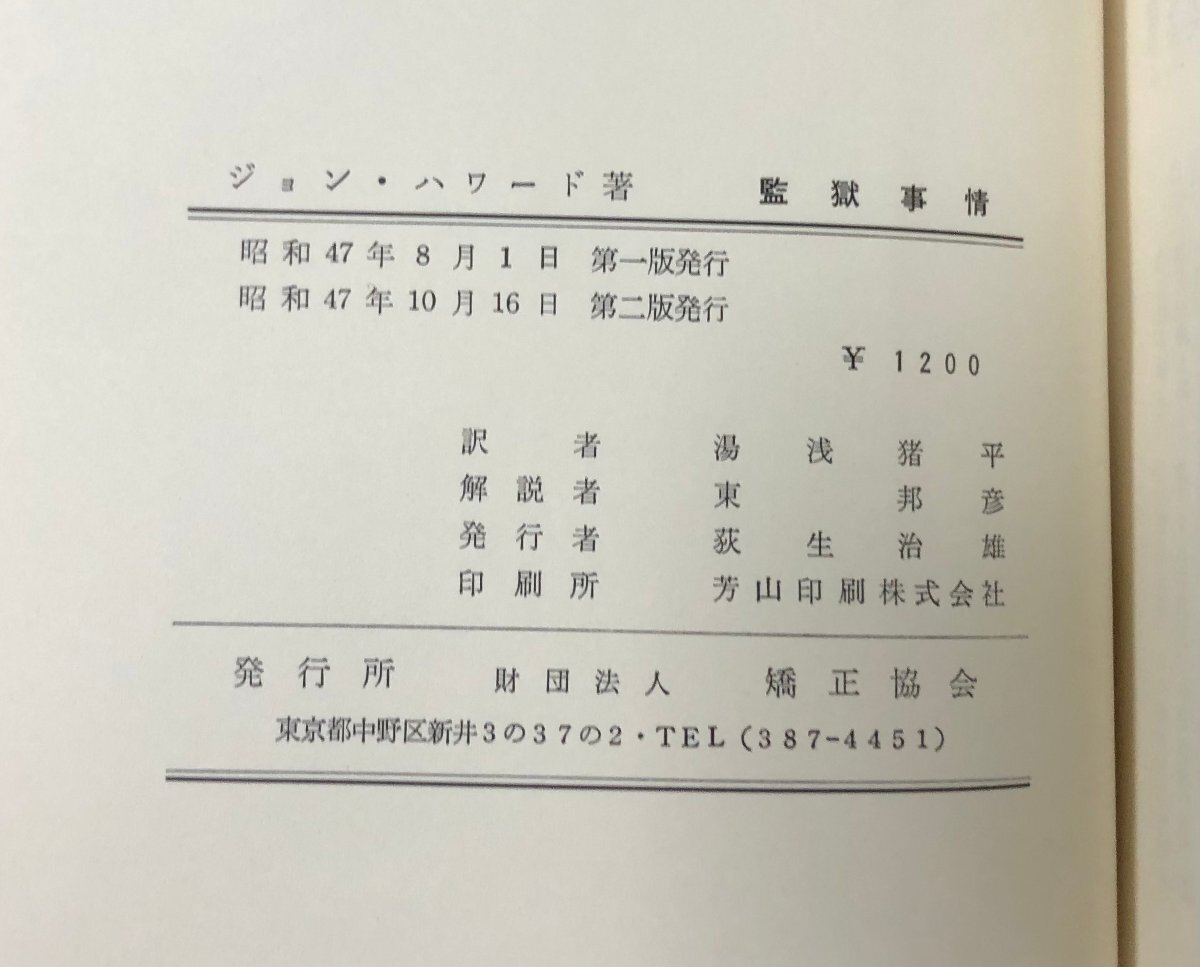 ジョン・ハワード著 監獄事情
昭和47年8月1日 第一版発行
昭和47年10月16日 第二版発行
¥ 1200
訳者 湯浅猪平
解説者 東邦彦
発行者 荻生治雄
印刷所 芳山印刷株式会社
発行所 財団法人 矯正協会
東京都中野区新井3の37の2・TEL(387-4451)